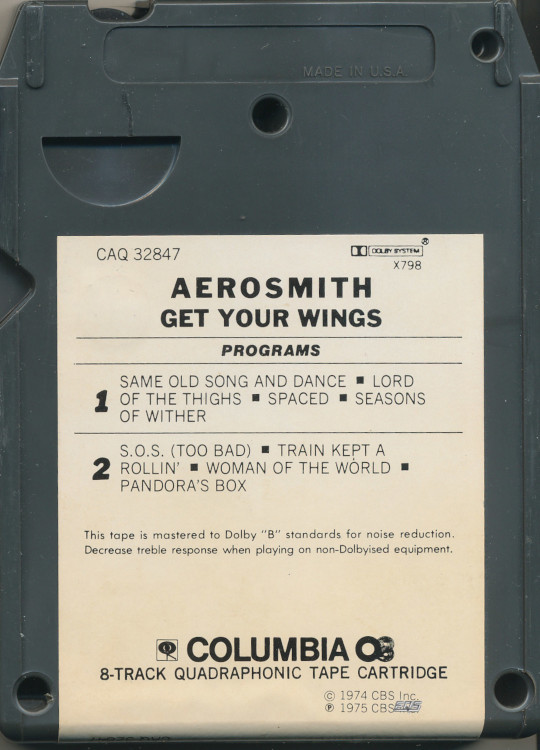 MADE IN U.S.A.
CAQ 32847
DOLBY SYSTEM ®
X798
AEROSMITH
GET YOUR WINGS
PROGRAMS
1 SAME OLD SONG AND DANCE ■ LORD
OF THE THIGHS ■ SPACED ■ SEASONS
OF WITHER
2 S.O.S. (TOO BAD) ■ TRAIN KEPT A
ROLLIN' ■ WOMAN OF THE WORLD ■
PANDORA'S BOX
This tape is mastered to Dolby "B" standards for noise reduction.
Decrease treble response when playing on non-Dolbyised equipment.
COLUMBIA
8-TRACK QUADRAPHONIC TAPE CARTRIDGE
© 1974 CBS Inc.
℗ 1975 CBS